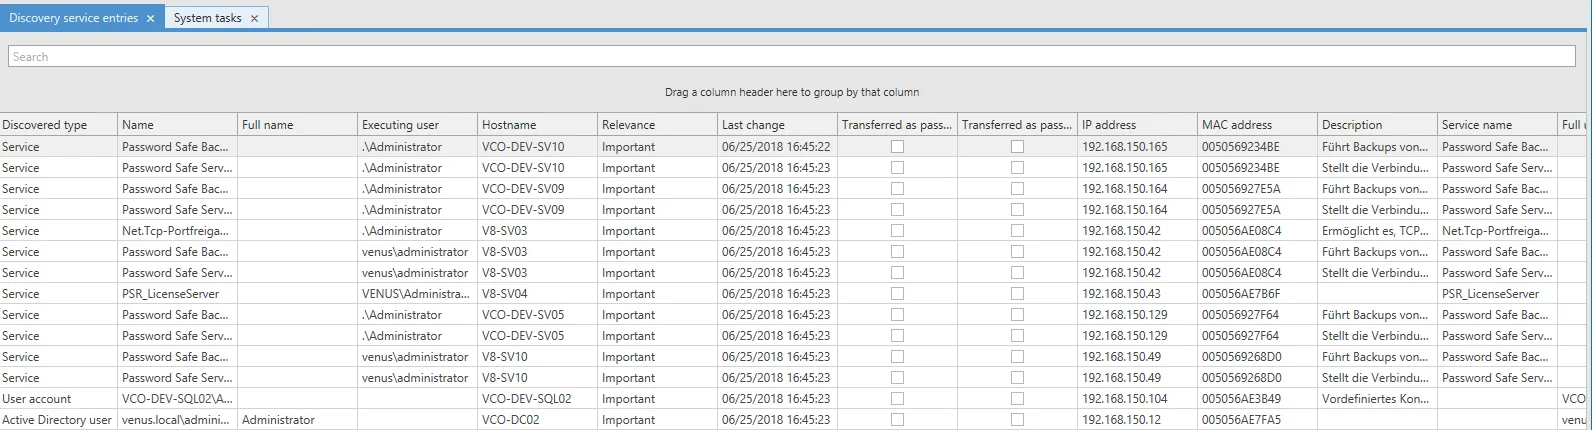 Discovery service entries × System tasks ×
Search
Drag a column header here to group by that column
Discovered type Name Full name Executing user Hostname Relevance Last change Transferred as pass... Transferred as pass... IP address MAC address Description Service name Full u
Service Password Safe Bac... .\Administrator VCO-DEV-SV10 Important 06/25/2018 16:45:22 192.168.150.165 0050569234BE Führt Backups von... Password Safe Bac...
Service Password Safe Serv... .\Administrator VCO-DEV-SV10 Important 06/25/2018 16:45:23 192.168.150.165 0050569234BE Stellt die Verbindu... Password Safe Serv...
Service Password Safe Bac... .\Administrator VCO-DEV-SV09 Important 06/25/2018 16:45:23 192.168.150.164 005056927E5A Führt Backups von... Password Safe Bac...
Service Password Safe Serv... .\Administrator VCO-DEV-SV09 Important 06/25/2018 16:45:23 192.168.150.164 005056927E5A Stellt die Verbindu... Password Safe Serv...
Service Net.Tcp-Portfreiga... .\Administrator V8-SV03 Important 06/25/2018 16:45:23 192.168.150.42 005056AE08C4 Ermöglicht es, TCP... Net.Tcp-Portfreiga...
Service Password Safe Bac... venus\administrator V8-SV03 Important 06/25/2018 16:45:23 192.168.150.42 005056AE08C4 Führt Backups von... Password Safe Bac...
Service Password Safe Serv... venus\administrator V8-SV03 Important 06/25/2018 16:45:23 192.168.150.42 005056AE08C4 Stellt die Verbindu... Password Safe Serv...
Service PSR_LicenseServer VENUS\Administra... V8-SV04 Important 06/25/2018 16:45:23 192.168.150.43 005056AE7B6F PSR_LicenseServer
Service Password Safe Bac... .\Administrator VCO-DEV-SV05 Important 06/25/2018 16:45:23 192.168.150.129 005056927F64 Führt Backups von... Password Safe Bac...
Service Password Safe Serv... .\Administrator VCO-DEV-SV05 Important 06/25/2018 16:45:23 192.168.150.129 005056927F64 Stellt die Verbindu... Password Safe Serv...
Service Password Safe Bac... venus\administrator V8-SV10 Important 06/25/2018 16:45:23 192.168.150.49 0050569268D0 Führt Backups von... Password Safe Bac...
Service Password Safe Serv... venus\administrator V8-SV10 Important 06/25/2018 16:45:23 192.168.150.49 0050569268D0 Stellt die Verbindu... Password Safe Serv...
User account VCO-DEV-SQL02\A... VCO-DEV-SQL02 Important 06/25/2018 16:45:23 192.168.150.104 005056AE3B49 Vordefiniertes Kon... VCO
Active Directory user venus.local\admini... Administrator VCO-DC02 Important 06/25/2018 16:45:23 192.168.150.12 005056AE7FA5 venu